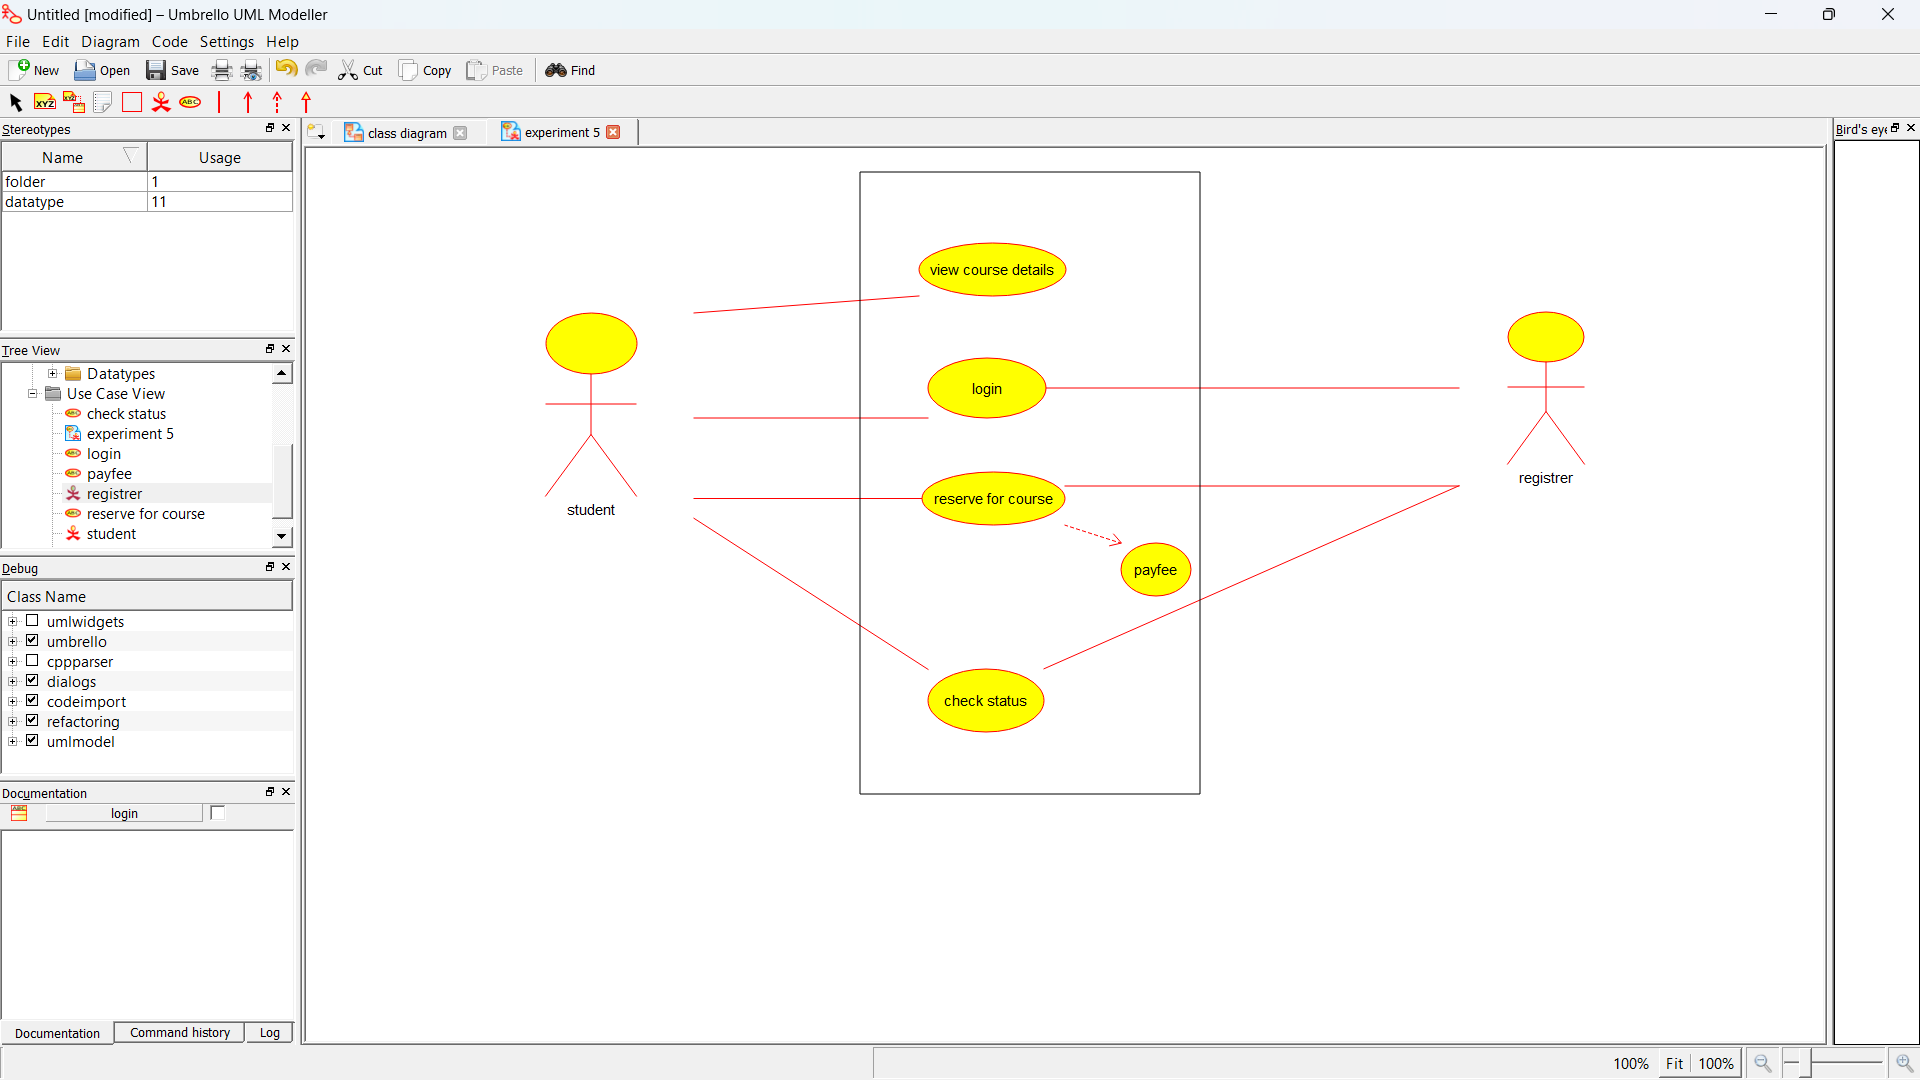 Untitled [modified] – Umbrello UML Modeller
File Edit Diagram Code Settings Help
New Open Save Cut Copy Paste Find
XYZ XYZ ABC
Stereotypes
Name Usage
folder 1
datatype 11
Tree View
Datatypes
Use Case View
check status
experiment 5
login
payfee
registrer
reserve for course
student
Debug
Class Name
umlwidgets
umbrello
cppparser
dialogs
codeimport
refactoring
umlmodel
Documentation
login
Documentation Command history Log
class diagram experiment 5
view course details
login
reserve for course
payfee
check status
student
registrer
Bird's eye
100% Fit 100%